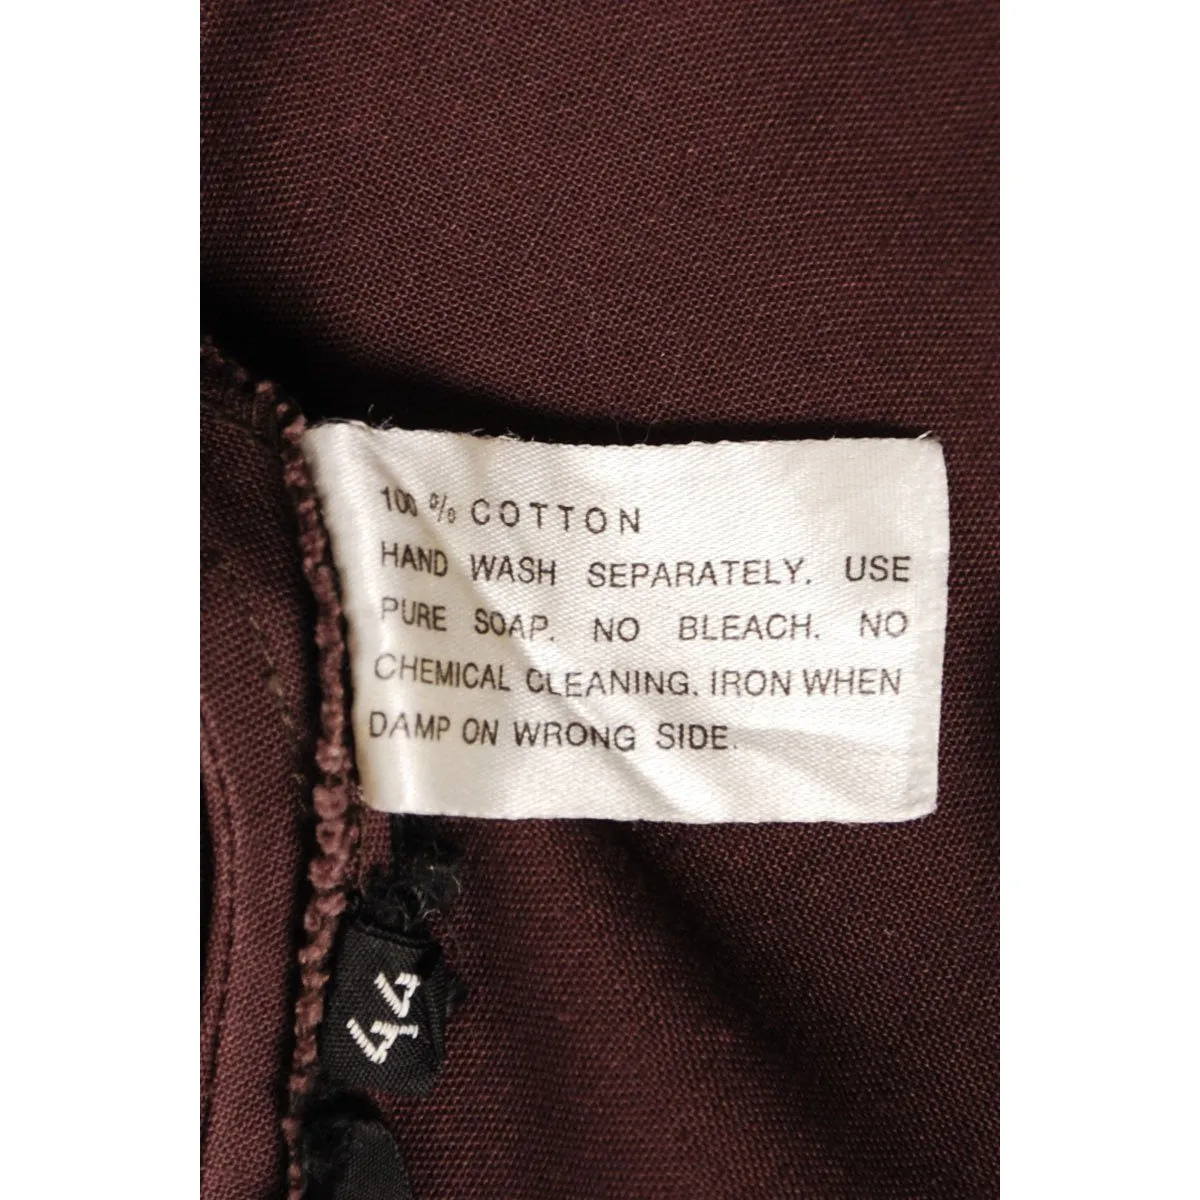 100 % COTTON
HAND WASH SEPARATELY. USE
PURE SOAP. NO BLEACH. NO
CHEMICAL CLEANING. IRON WHEN
DAMP ON WRONG SIDE.
44